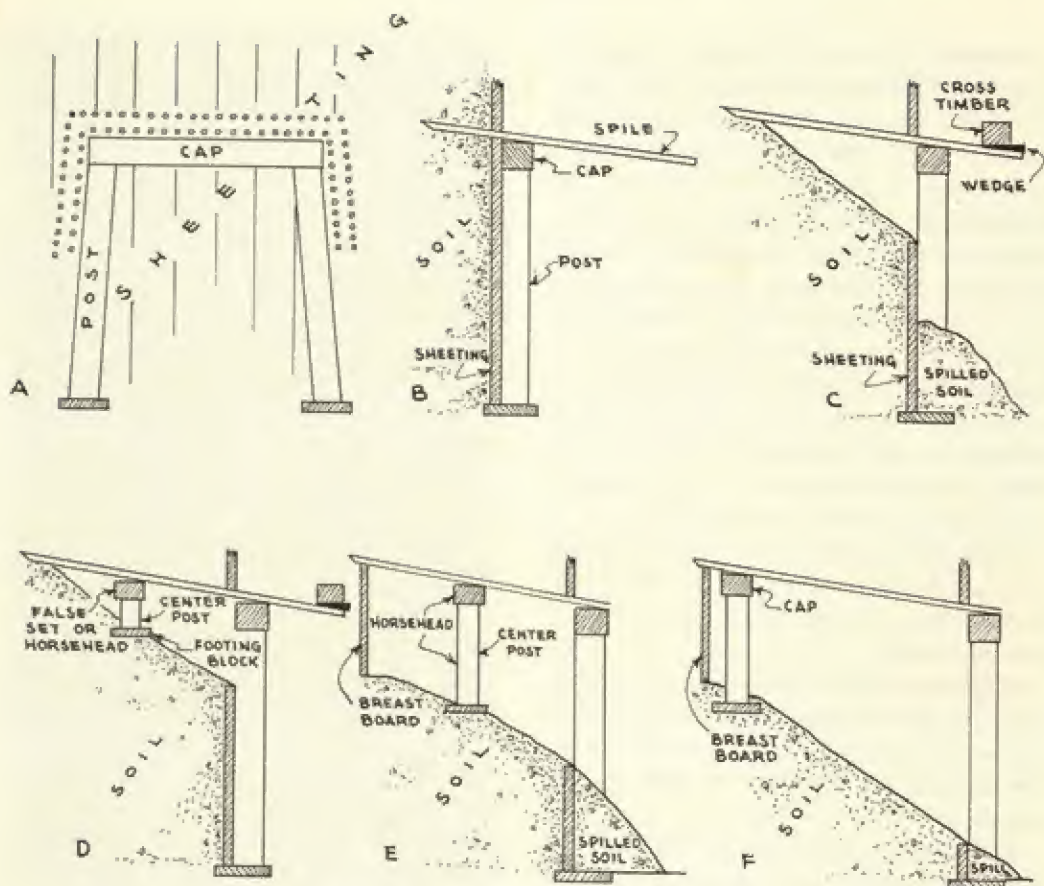 SHEETING
CAP
POST
A
SOIL
SPILE
CAP
POST
SHEETING
B
CROSS
TIMBER
WEDGE
SOIL
SHEETING
SPILLED
SOIL
C
FALSE
SET OR
HORSEHEAD
CENTER
POST
FOOTING
BLOCK
SOIL
D
HORSEHEAD
CENTER
POST
BREAST
BOARD
SOIL
SPILLED
SOIL
E
CAP
BREAST
BOARD
SOIL
SPILL
F